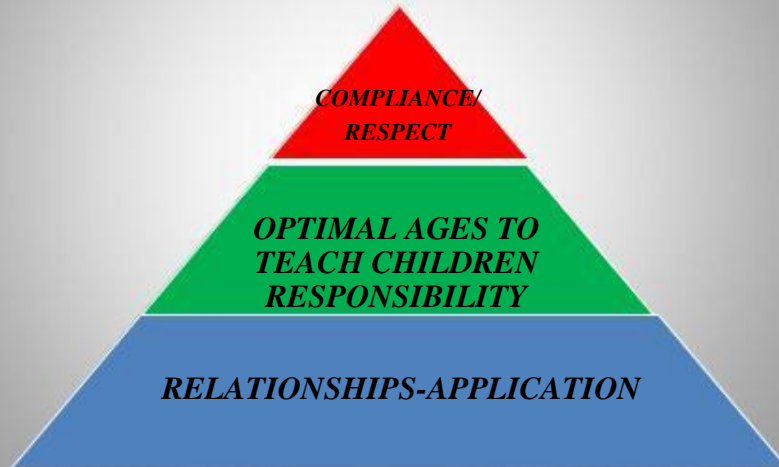 COMPLIANCE/
RESPECT
OPTIMAL AGES TO
TEACH CHILDREN
RESPONSIBILITY
RELATIONSHIPS-APPLICATION